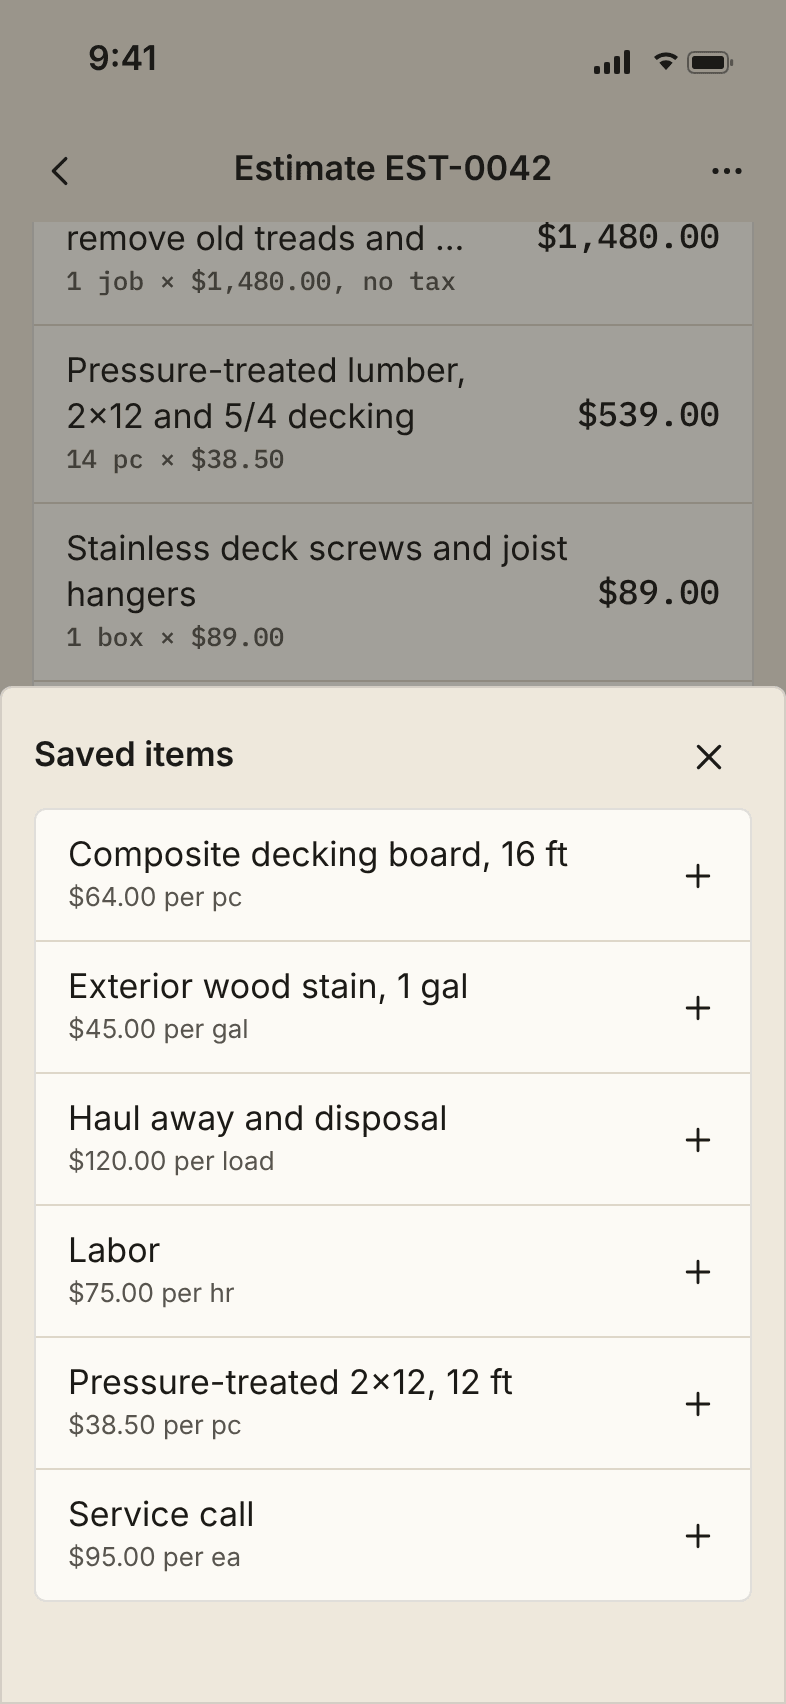 9:41
Estimate EST-0042
remove old treads and ...
$1,480.00
1 job × $1,480.00, no tax
Pressure-treated lumber,
2×12 and 5/4 decking
$539.00
14 pc × $38.50
Stainless deck screws and joist
hangers
$89.00
1 box × $89.00
Saved items
Composite decking board, 16 ft
$64.00 per pc
Exterior wood stain, 1 gal
$45.00 per gal
Haul away and disposal
$120.00 per load
Labor
$75.00 per hr
Pressure-treated 2×12, 12 ft
$38.50 per pc
Service call
$95.00 per ea